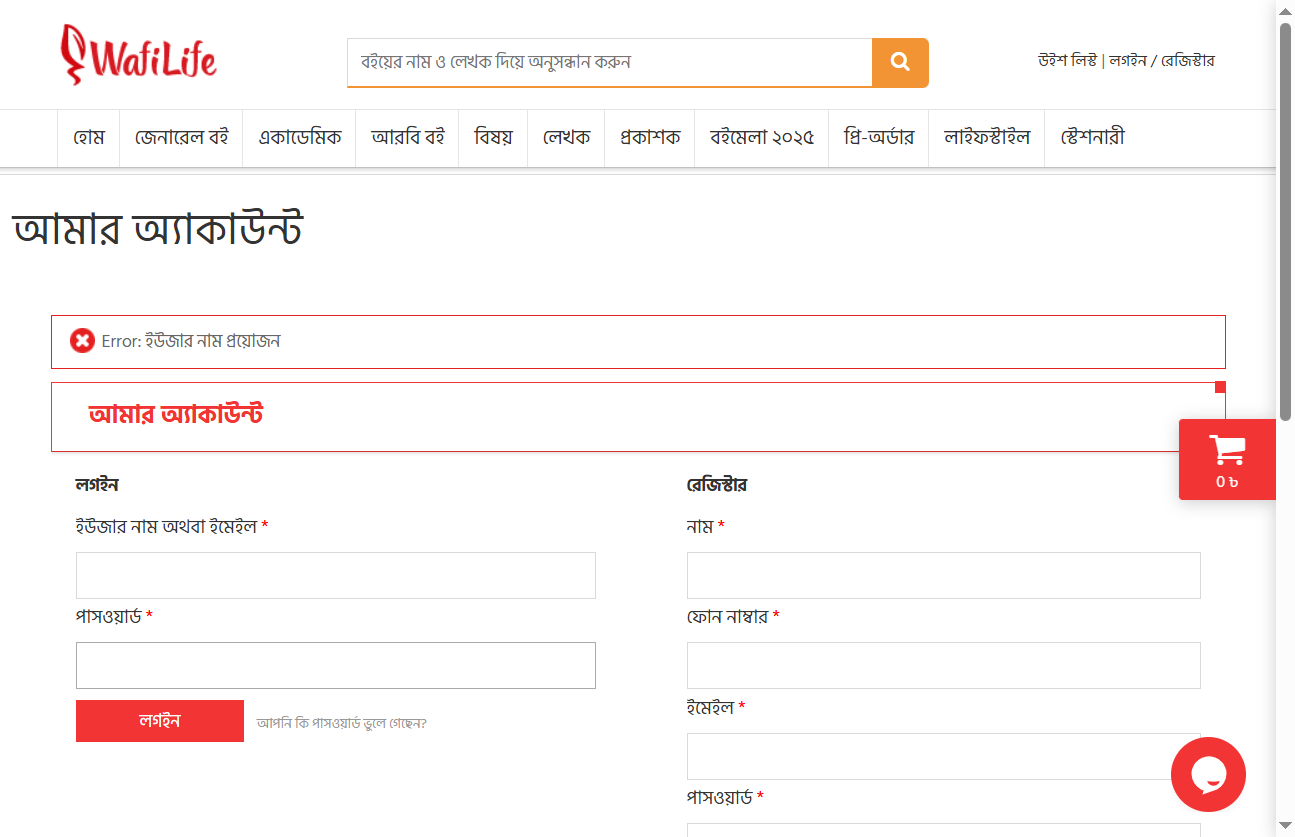 WafiLife
বইয়ের নাম ও লেখক দিয়ে অনুসন্ধান করুন
উইশ লিস্ট | লগইন / রেজিস্টার
হোম জেনারেল বই একাডেমিক আরবি বই বিষয় লেখক প্রকাশক বইমেলা ২০২৫ প্রি-অর্ডার লাইফস্টাইল স্টেশনারী
আমার অ্যাকাউন্ট
Error: ইউজার নাম প্রয়োজন
আমার অ্যাকাউন্ট
0 ৳
লগইন
ইউজার নাম অথবা ইমেইল *
পাসওয়ার্ড *
লগইন
আপনি কি পাসওয়ার্ড ভুলে গেছেন?
রেজিস্টার
নাম *
ফোন নাম্বার *
ইমেইল *
পাসওয়ার্ড *